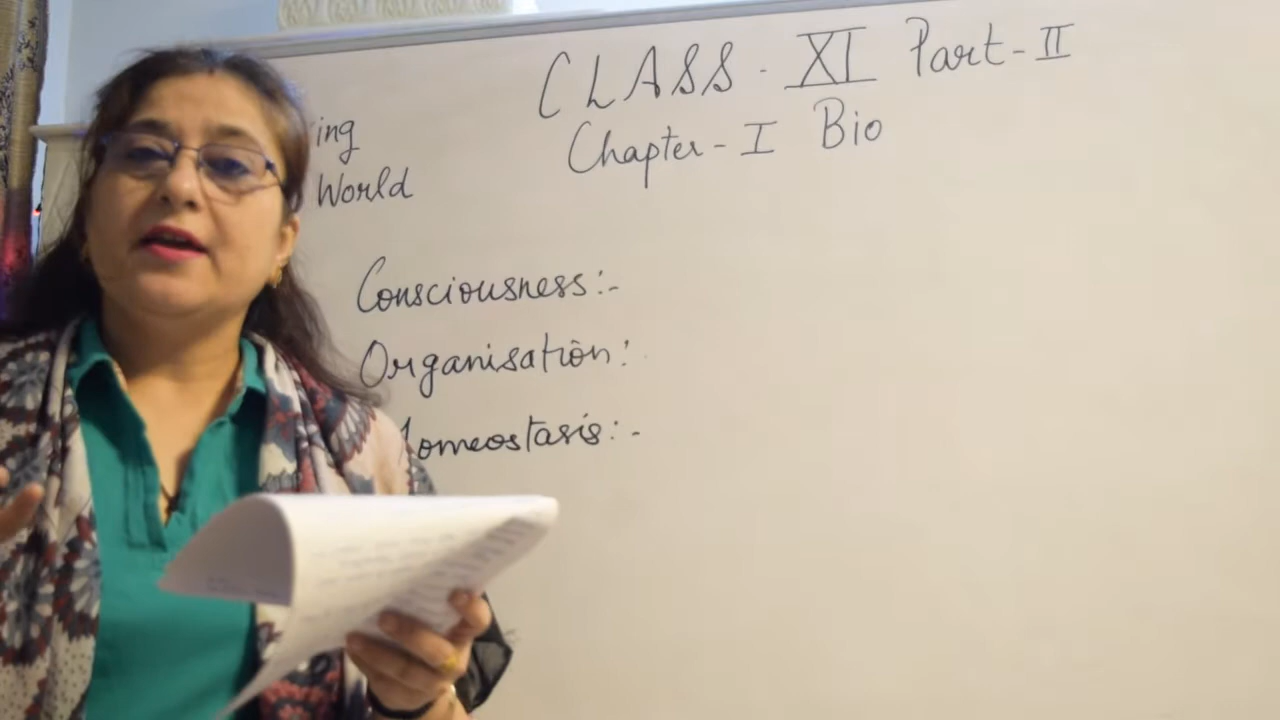 CLASS - XI Part - II
Chapter - I Bio
ing
World
Consciousness :-
Organisation :
omeostasis :-